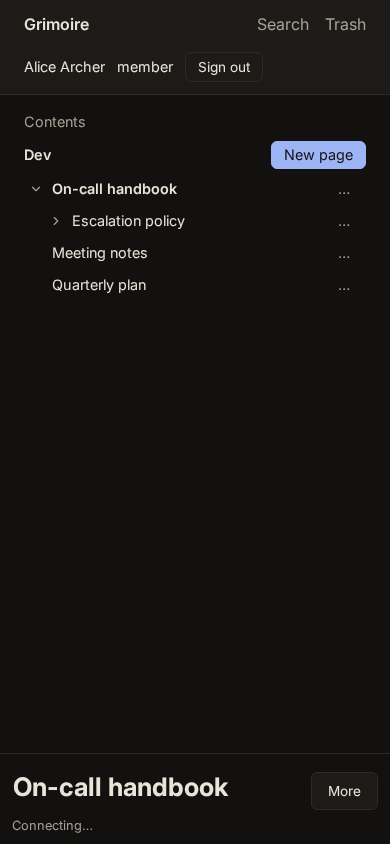 Grimoire Search Trash
Alice Archer member Sign out
Contents
Dev New page
On-call handbook ...
Escalation policy ...
Meeting notes ...
Quarterly plan ...
On-call handbook More
Connecting...